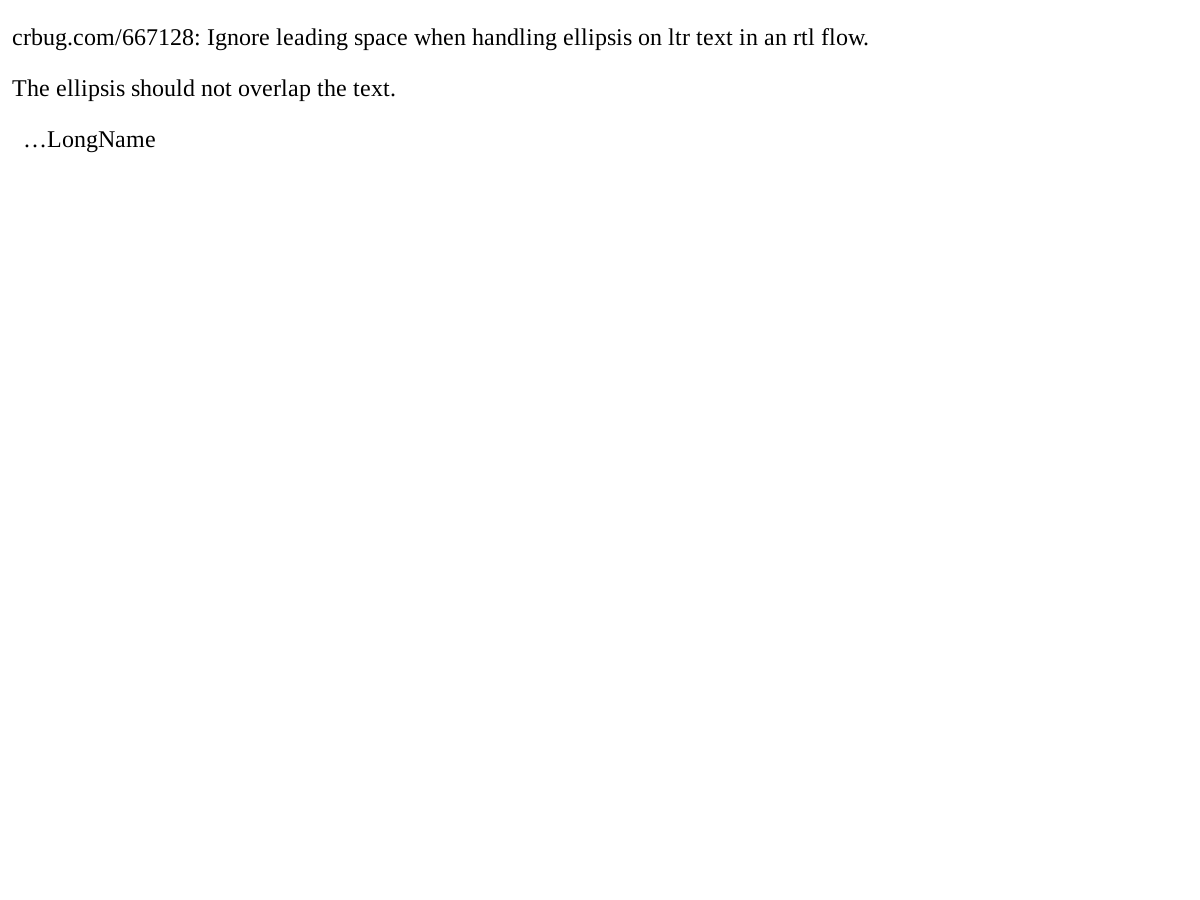 crbug.com/667128: Ignore leading space when handling ellipsis on ltr text in an rtl flow.
The ellipsis should not overlap the text.
…LongName